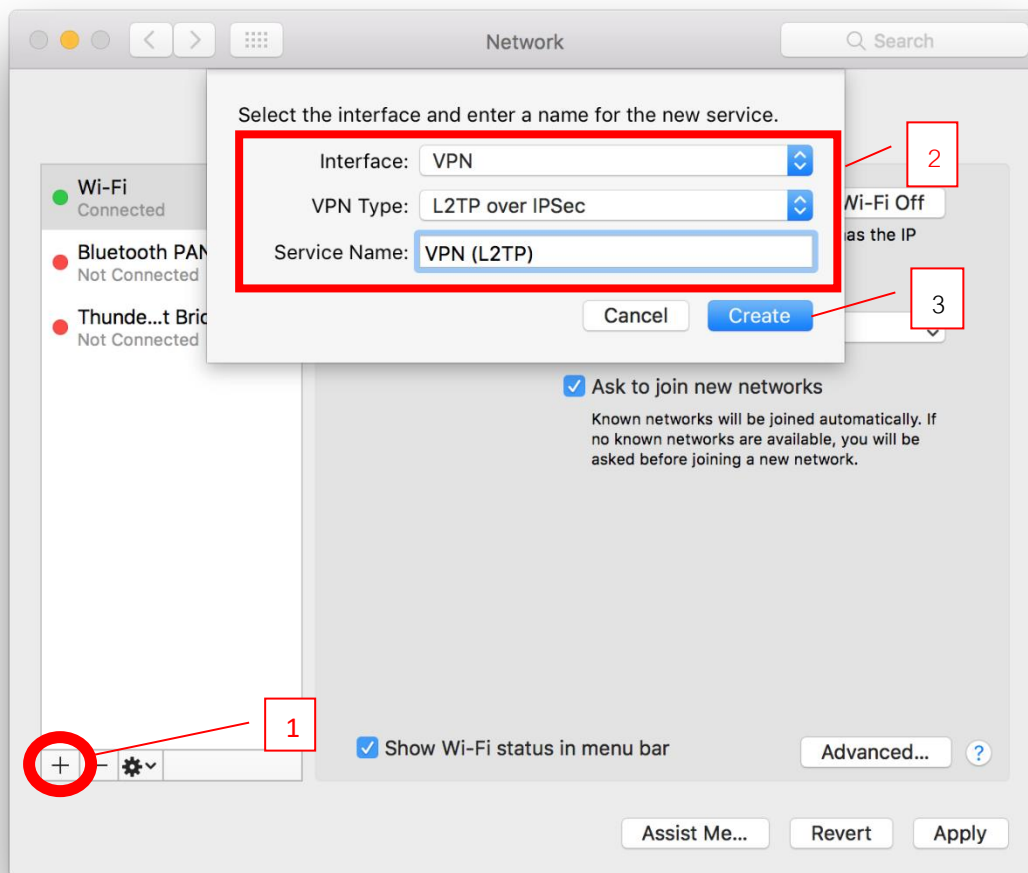 Network
Search
Select the interface and enter a name for the new service.
Interface: VPN
2
VPN Type: L2TP over IPSec
Service Name: VPN (L2TP)
Cancel
Create
3
Wi-Fi
Connected
Bluetooth PAN
Not Connected
Thunde...t Bric
Not Connected
Wi-Fi Off
has the IP
Ask to join new networks
Known networks will be joined automatically. If
no known networks are available, you will be
asked before joining a new network.
1
Show Wi-Fi status in menu bar
Advanced...
?
Assist Me...
Revert
Apply